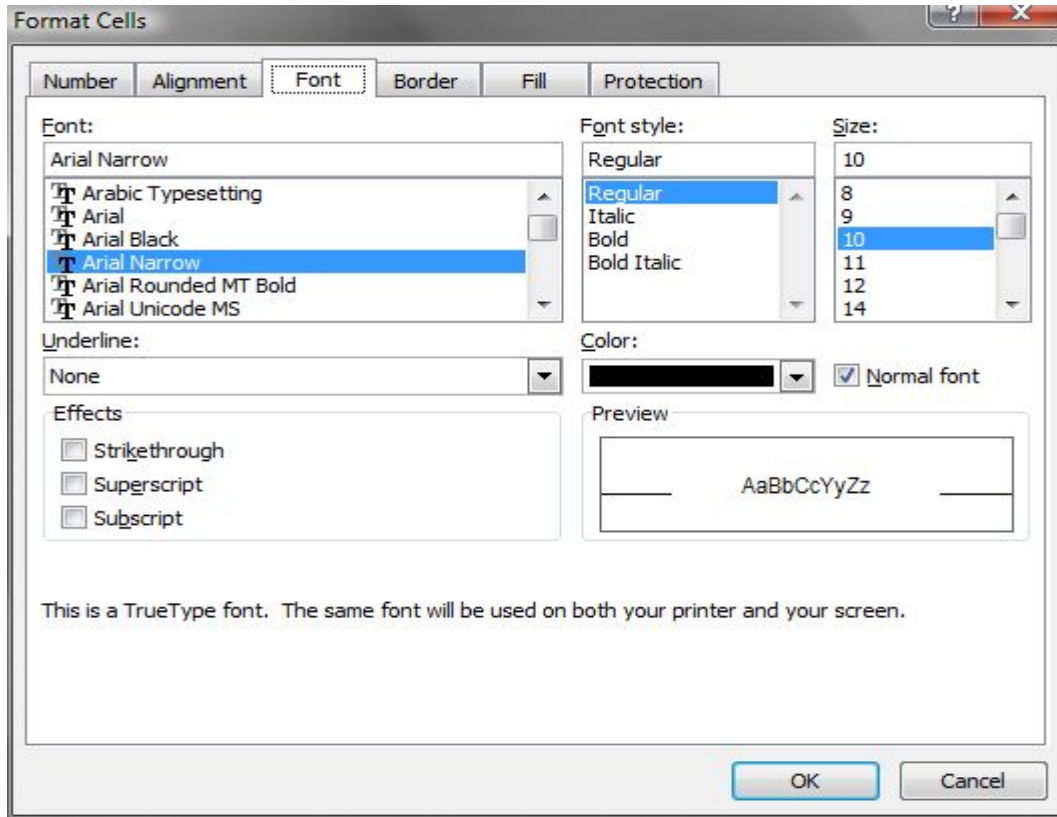 Format Cells
?
X
Number Alignment Font Border Fill Protection
Font: Font style: Size:
Arial Narrow Regular 10
Arabic Typesetting Regular 8
Arial Italic 9
Arial Black Bold 10
Arial Narrow Bold Italic 11
Arial Rounded MT Bold 12
Arial Unicode MS 14
Underline: Color:
None Normal font
Effects Preview
Strikethrough
Superscript AaBbCcYyZz
Subscript
This is a TrueType font. The same font will be used on both your printer and your screen.
OK Cancel